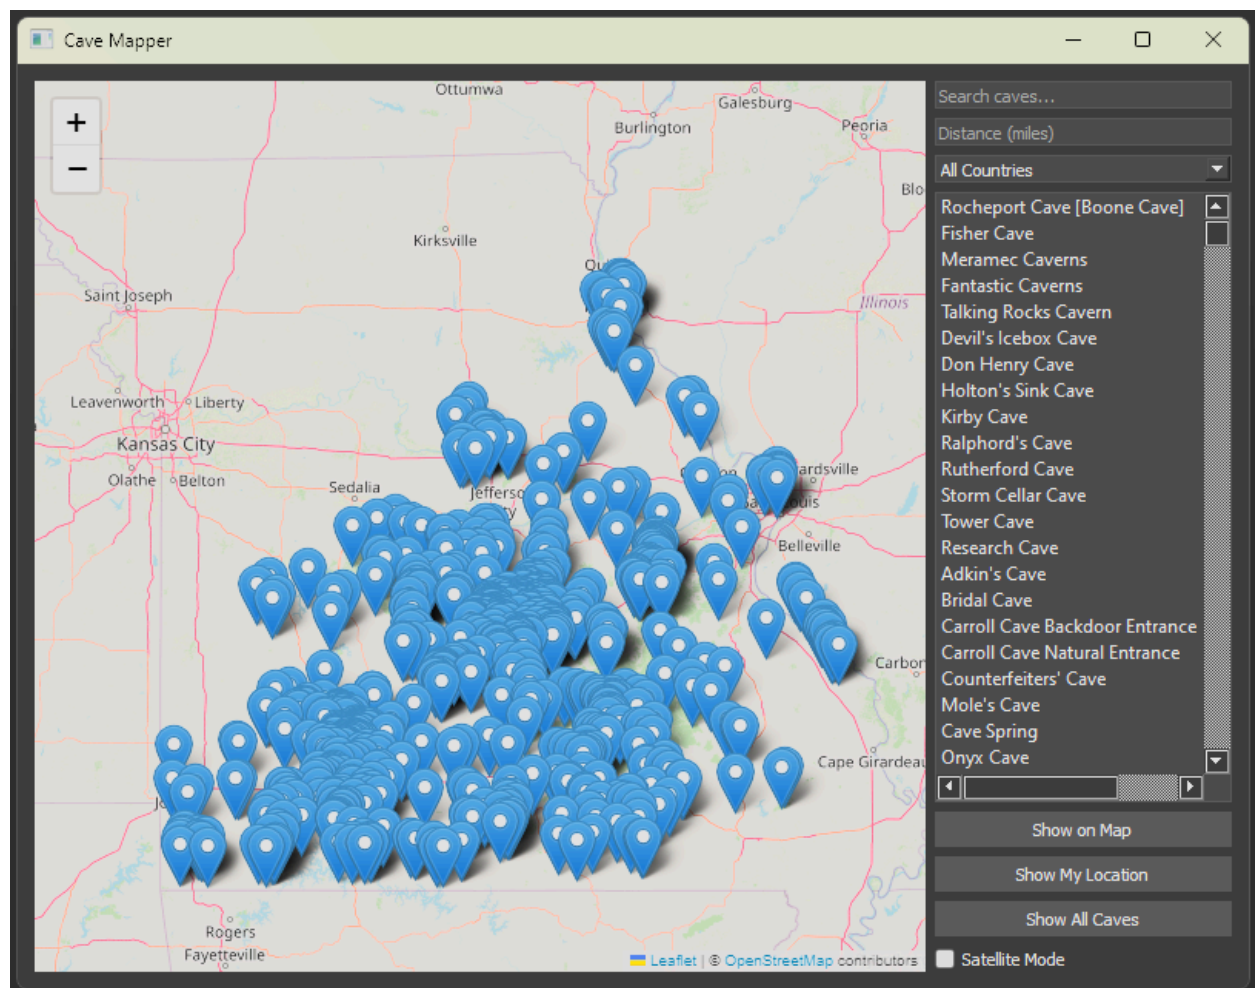 Cave Mapper
+
−
Ottumwa
Galesburg
Burlington
Peoria
Kirksville
Saint Joseph
Illinois
Leavenworth
Liberty
Kansas City
Olathe
Belton
Sedalia
Belleville
Cape Girardeau
Rogers
Fayetteville
Leaflet | © OpenStreetMap contributors
Search caves...
Distance (miles)
All Countries
Rocheport Cave [Boone Cave]
Fisher Cave
Meramec Caverns
Fantastic Caverns
Talking Rocks Cavern
Devil's Icebox Cave
Don Henry Cave
Holton's Sink Cave
Kirby Cave
Ralphord's Cave
Rutherford Cave
Storm Cellar Cave
Tower Cave
Research Cave
Adkin's Cave
Bridal Cave
Carroll Cave Backdoor Entrance
Carroll Cave Natural Entrance
Counterfeiters' Cave
Mole's Cave
Cave Spring
Onyx Cave
Show on Map
Show My Location
Show All Caves
Satellite Mode